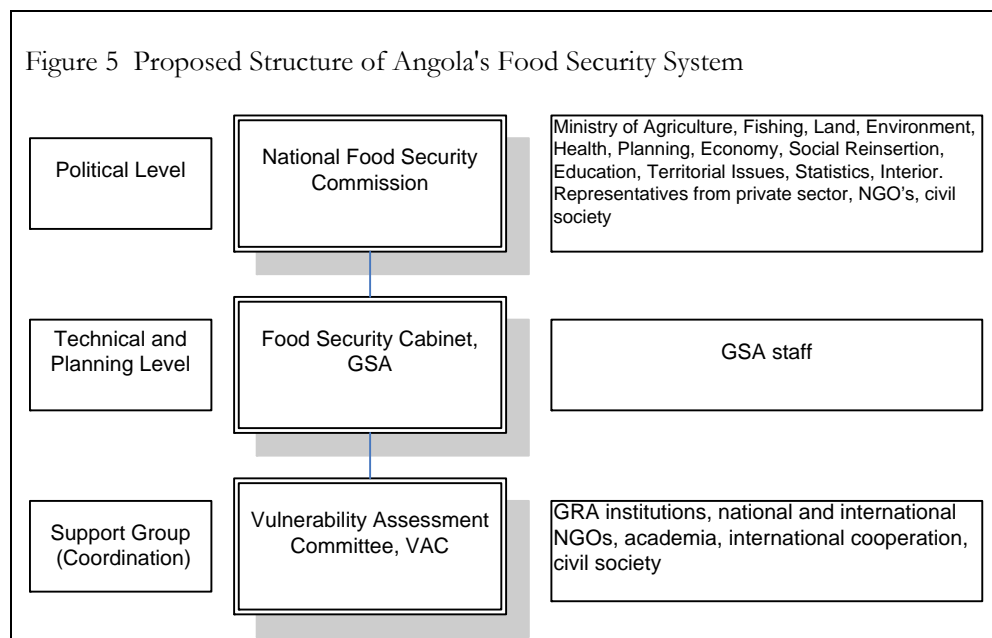 Figure 5  Proposed Structure of Angola's Food Security System
Political Level
National Food Security
Commission
Ministry of Agriculture, Fishing, Land, Environment,
Health, Planning, Economy, Social Reinsertion,
Education, Territorial Issues, Statistics, Interior.
Representatives from private sector, NGO's, civil
society
Technical and
Planning Level
Food Security Cabinet,
GSA
GSA staff
Support Group
(Coordination)
Vulnerability Assessment
Committee, VAC
GRA institutions, national and international
NGOs, academia, international cooperation,
civil society